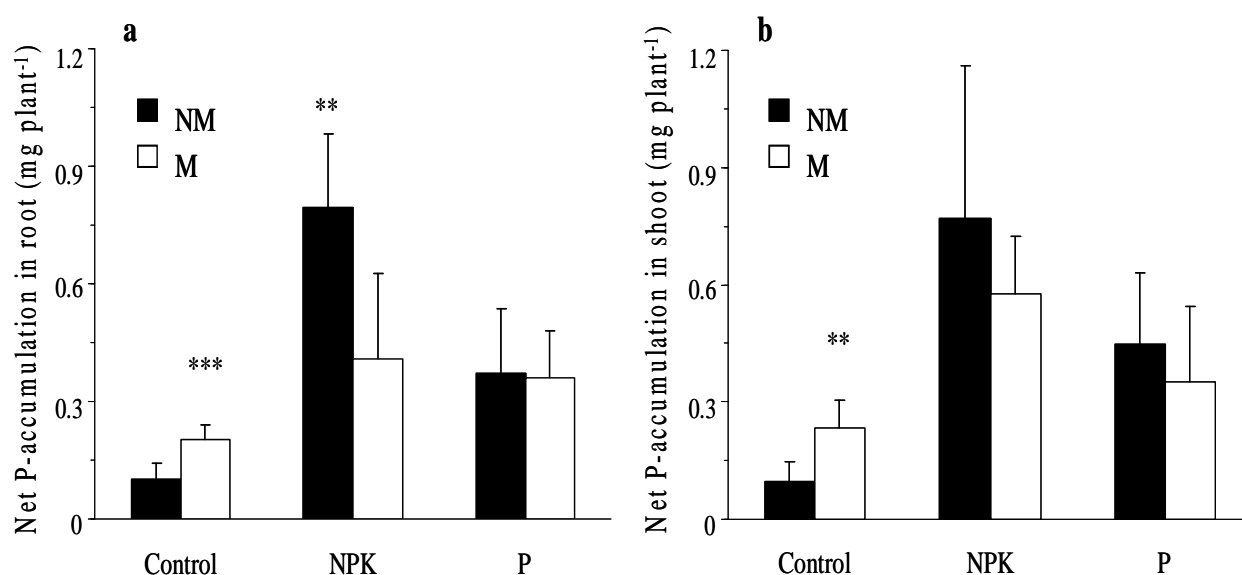 a
Net P-accumulation in root (mg plant-1)
1.2
0.9
0.6
0.3
0
NM
M
***
**
Control
NPK
P
b
Net P-accumulation in shoot (mg plant-1)
1.2
0.9
0.6
0.3
0
NM
M
**
Control
NPK
P